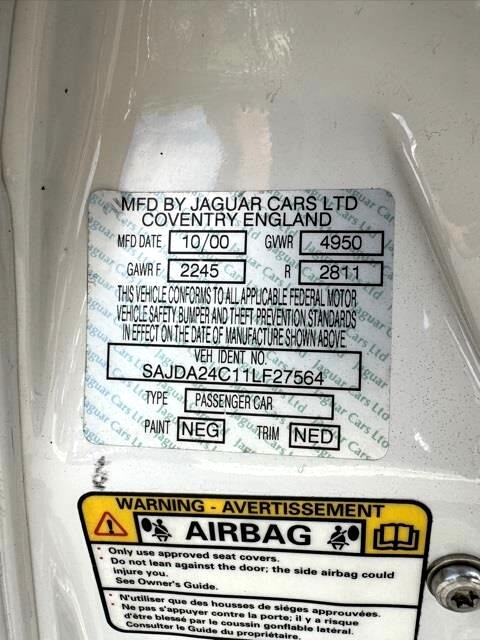 MFD BY JAGUAR CARS LTD
COVENTRY ENGLAND
MFD DATE 10/00 GVWR 4950
GAWR F 2245 R 2811
THIS VEHICLE CONFORMS TO ALL APPLICABLE FEDERAL MOTOR
VEHICLE SAFETY BUMPER AND THEFT PREVENTION STANDARDS
IN EFFECT ON THE DATE OF MANUFACTURE SHOWN ABOVE
VEH. IDENT. NO.
SAJDA24C11LF27564
TYPE PASSENGER CAR
PAINT NEG TRIM NED
WARNING - AVERTISSEMENT
AIRBAG
• Only use approved seat covers.
• Do not lean against the door; the side airbag could
injure you.
See Owner's Guide.
• N'utiliser que des housses de siéges approuvées.
• Ne pas s'appuyer contre la porte; il y a risque
d'être blessé par le coussin gonflable latéral.
Consulter le Guide du propriétaire.